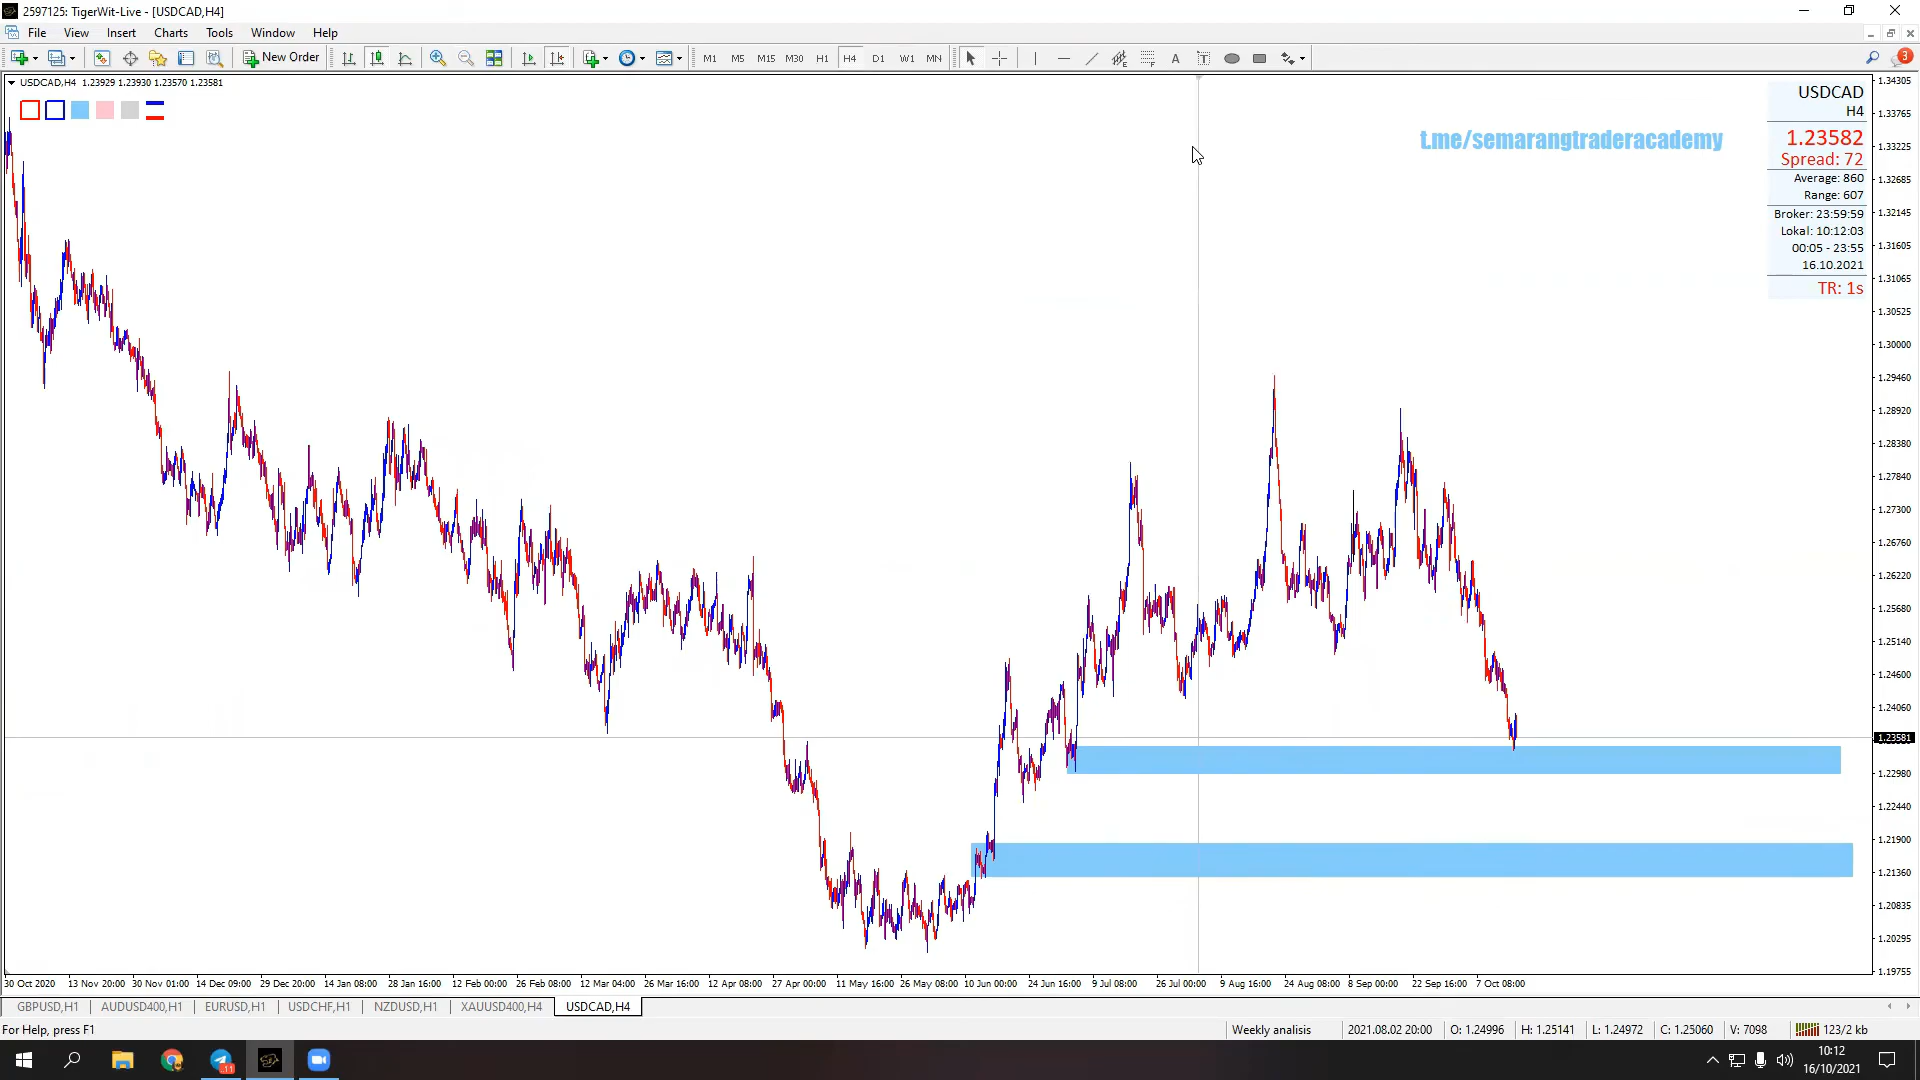 2597125: TigerWit-Live - [USDCAD,H4]
File View Insert Charts Tools Window Help
New Order M1 M5 M15 M30 H1 H4 D1 W1 MN A T 3
USDCAD,H4 1.23929 1.23930 1.23570 1.23581
t.me/semarangtraderacademy
USDCAD
H4
1.23582
Spread: 72
Average: 860
Range: 607
Broker: 23:59:59
Lokal: 10:12:03
00:05 - 23:55
16.10.2021
TR: 1s
1.34305
1.33765
1.33225
1.32685
1.32145
1.31605
1.31065
1.30525
1.30000
1.29460
1.28920
1.28380
1.27840
1.27300
1.26760
1.26220
1.25680
1.25140
1.24600
1.24060
1.23581
1.22980
1.22440
1.21900
1.21360
1.20835
1.20295
1.19755
30 Oct 2020 13 Nov 20:00 30 Nov 01:00 14 Dec 09:00 29 Dec 20:00 14 Jan 08:00 28 Jan 16:00 12 Feb 00:00 26 Feb 08:00 12 Mar 04:00 26 Mar 16:00 12 Apr 08:00 27 Apr 00:00 11 May 16:00 26 May 08:00 10 Jun 00:00 24 Jun 16:00 9 Jul 08:00 26 Jul 00:00 9 Aug 16:00 24 Aug 08:00 8 Sep 00:00 22 Sep 16:00 7 Oct 08:00
GBPUSD,H1 AUDUSD400,H1 EURUSD,H1 USDCHF,H1 NZDUSD,H1 XAUUSD400,H4 USDCAD,H4
For Help, press F1 Weekly analisis 2021.08.02 20:00 O: 1.24996 H: 1.25141 L: 1.24972 C: 1.25060 V: 7098 123/2 kb
11
10:12
16/10/2021